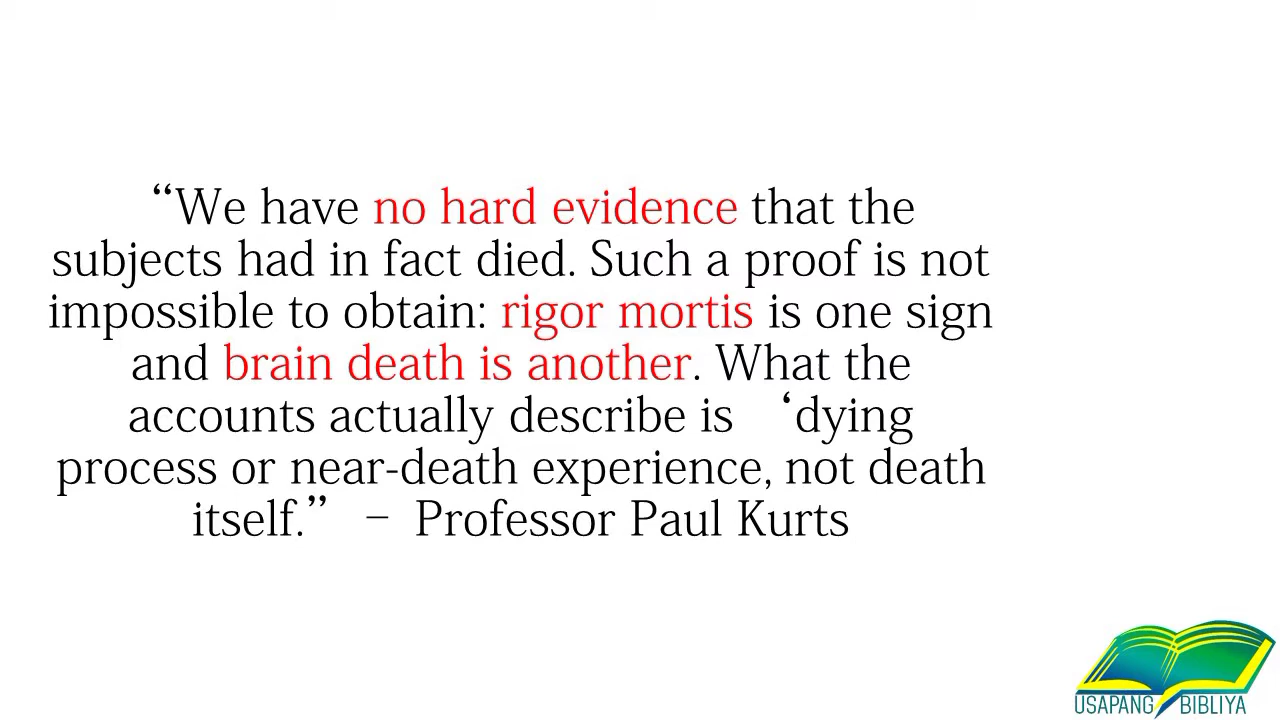 “We have no hard evidence that the
subjects had in fact died. Such a proof is not
impossible to obtain: rigor mortis is one sign
and brain death is another. What the
accounts actually describe is ‘dying
process or near-death experience, not death
itself.” – Professor Paul Kurts
USAPANG BIBLIYA